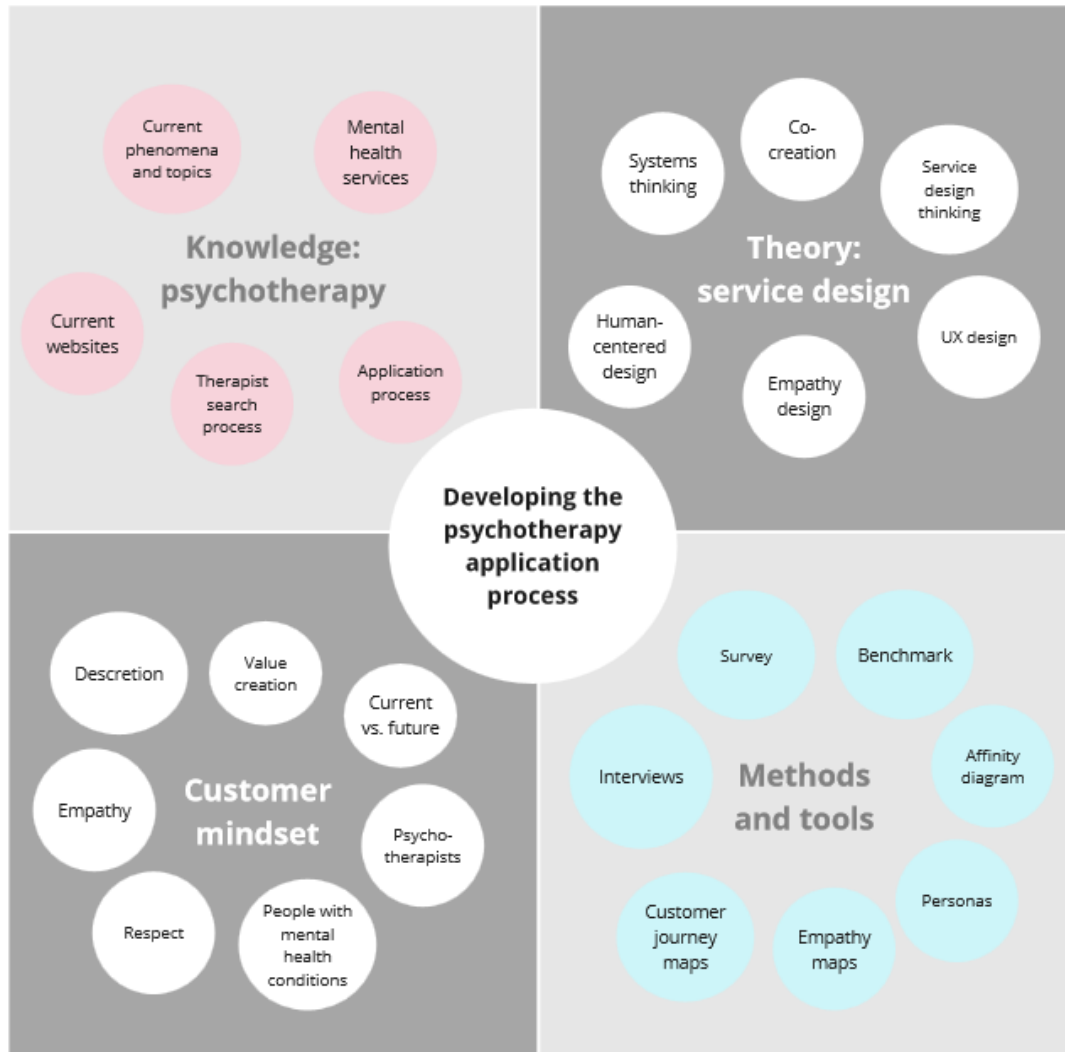 Current
phenomena
and topics
Mental
health
services
Knowledge:
psychotherapy
Current
websites
Therapist
search
process
Application
process
Systems
thinking
Co-
creation
Service
design
thinking
Theory:
service design
Human-
centered
design
Empathy
design
UX design
Developing the
psychotherapy
application
process
Descretion
Value
creation
Current
vs. future
Empathy
Customer
mindset
Psycho-
therapists
Respect
People with
mental
health
conditions
Survey
Benchmark
Interviews
Methods
and tools
Affinity
diagram
Customer
journey
maps
Empathy
maps
Personas